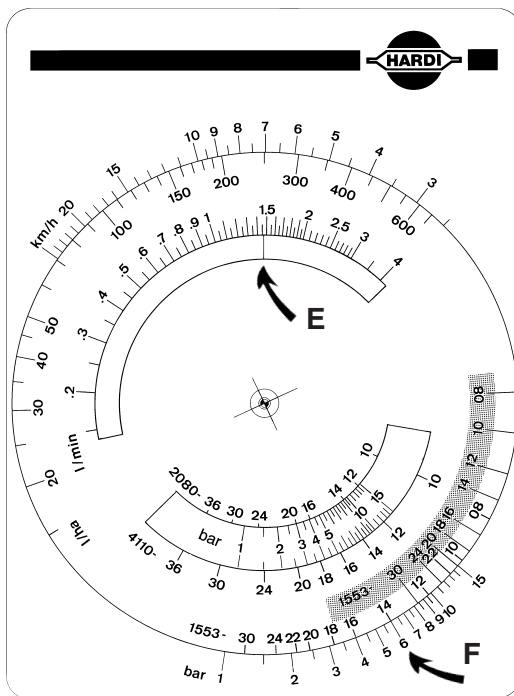 HARDI
km/h 20 15 10 9 8 7 6 5 4 3
l/ha 20 30 40 50 100 150 200 300 400 600
l/min .2 .3 .4 .5 .6 .7 .8 .9 1 1.5 2 2.5 3 4
E
2080- 36 30 24 20 16 14 12 10
bar 1 2 3 4 5 10 15
4110- 36 30 24 20 18 16 14 12 10
1553- 30 24 22 20 18 16 14 12 10 08
1553- 30 24 22 20 18 16 14 12 10 08
bar 1 2 3 4 5 6 7 8 9 10 15
F